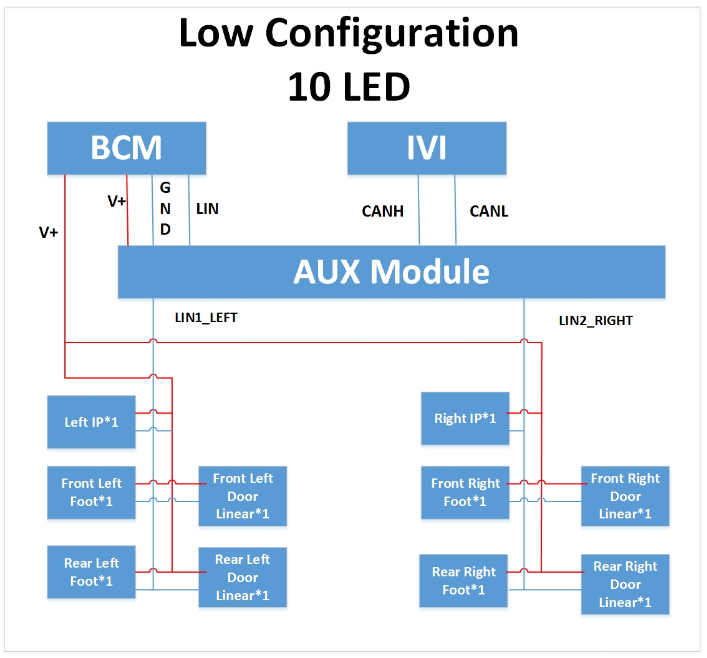 Low Configuration
10 LED
BCM
IVI
V+
V+
G
N
D
LIN
CANH
CANL
AUX Module
LIN1_LEFT
LIN2_RIGHT
Left IP*1
Right IP*1
Front Left
Foot*1
Front Left
Door
Linear*1
Front Right
Foot*1
Front Right
Door
Linear*1
Rear Left
Foot*1
Rear Left
Door
Linear*1
Rear Right
Foot*1
Rear Right
Door
Linear*1